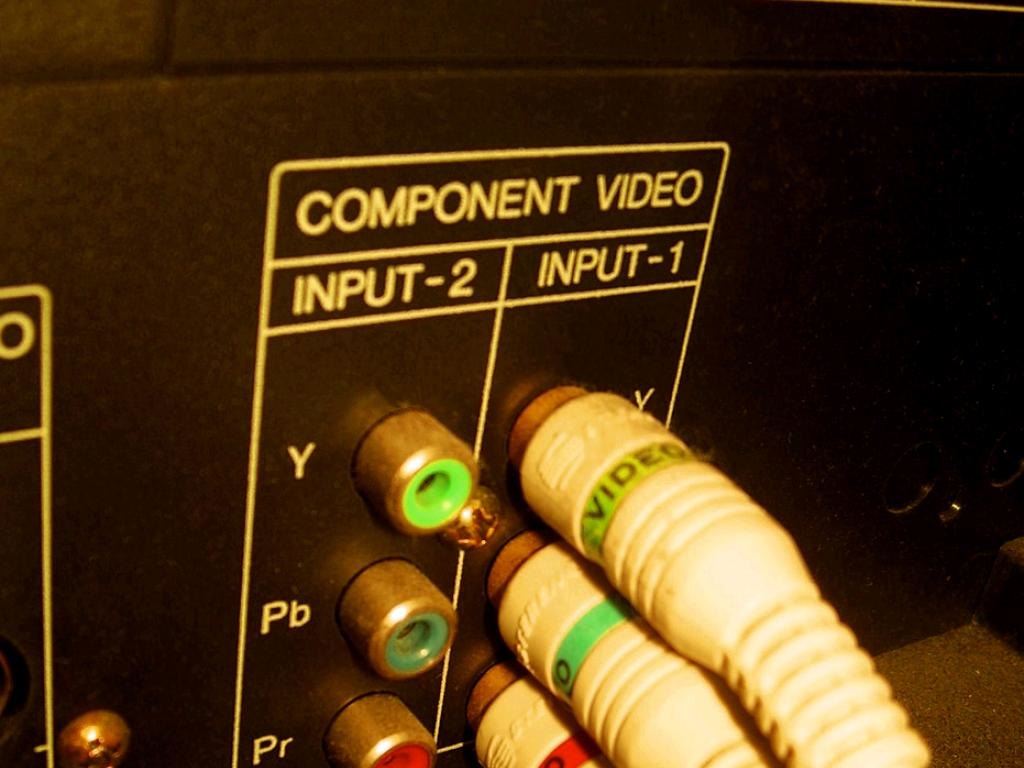 COMPONENT VIDEO
INPUT-2 INPUT-1
O
Y Y
VIDEO
Pb
O
Pr